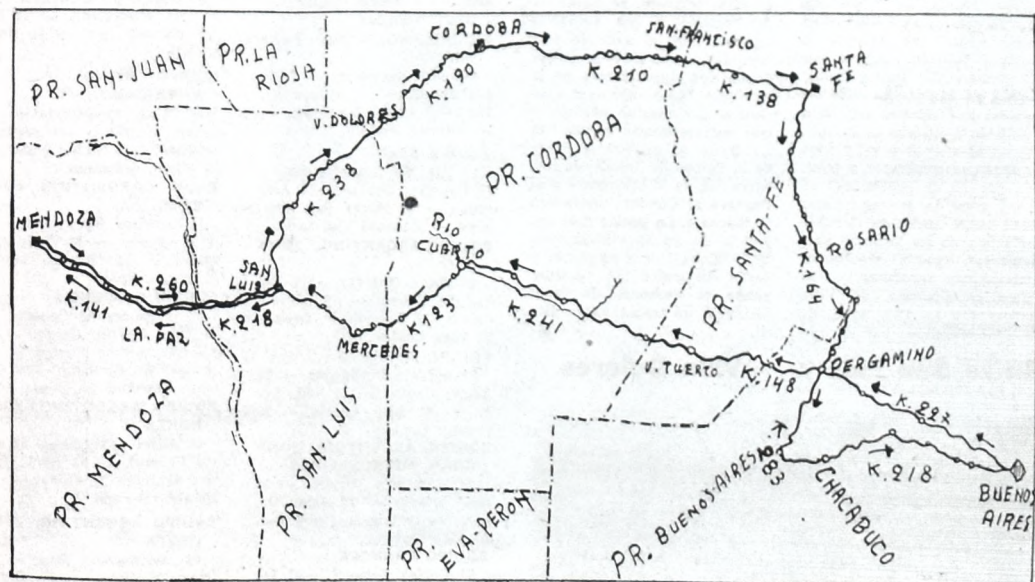 CORDOBA
SAN. FRANCISCO
PR. SAN. JUAN
PR. LA.
RIOJA
SANTA
FE
K. 190
K. 210
K. 138
V. DOLORES
PR. CORDOBA
K. 238
MENDOZA
RIO
CUARTO
PR. SANTA-FE
ROSARIO
K. 164
SAN
LUIS
K. 260
K. 41
K. 218
LA. PAZ
K. 123
MERCEDES
K. 241
V. TUERTO
K. 148
PERGAMINO
K. 227
PR. MENDOZA
PR. SAN. LUIS
PR.
EVA. PERON
PR. BUENOS-AIRES
CHACABUCO
K. 218
BUENOS
AIRES